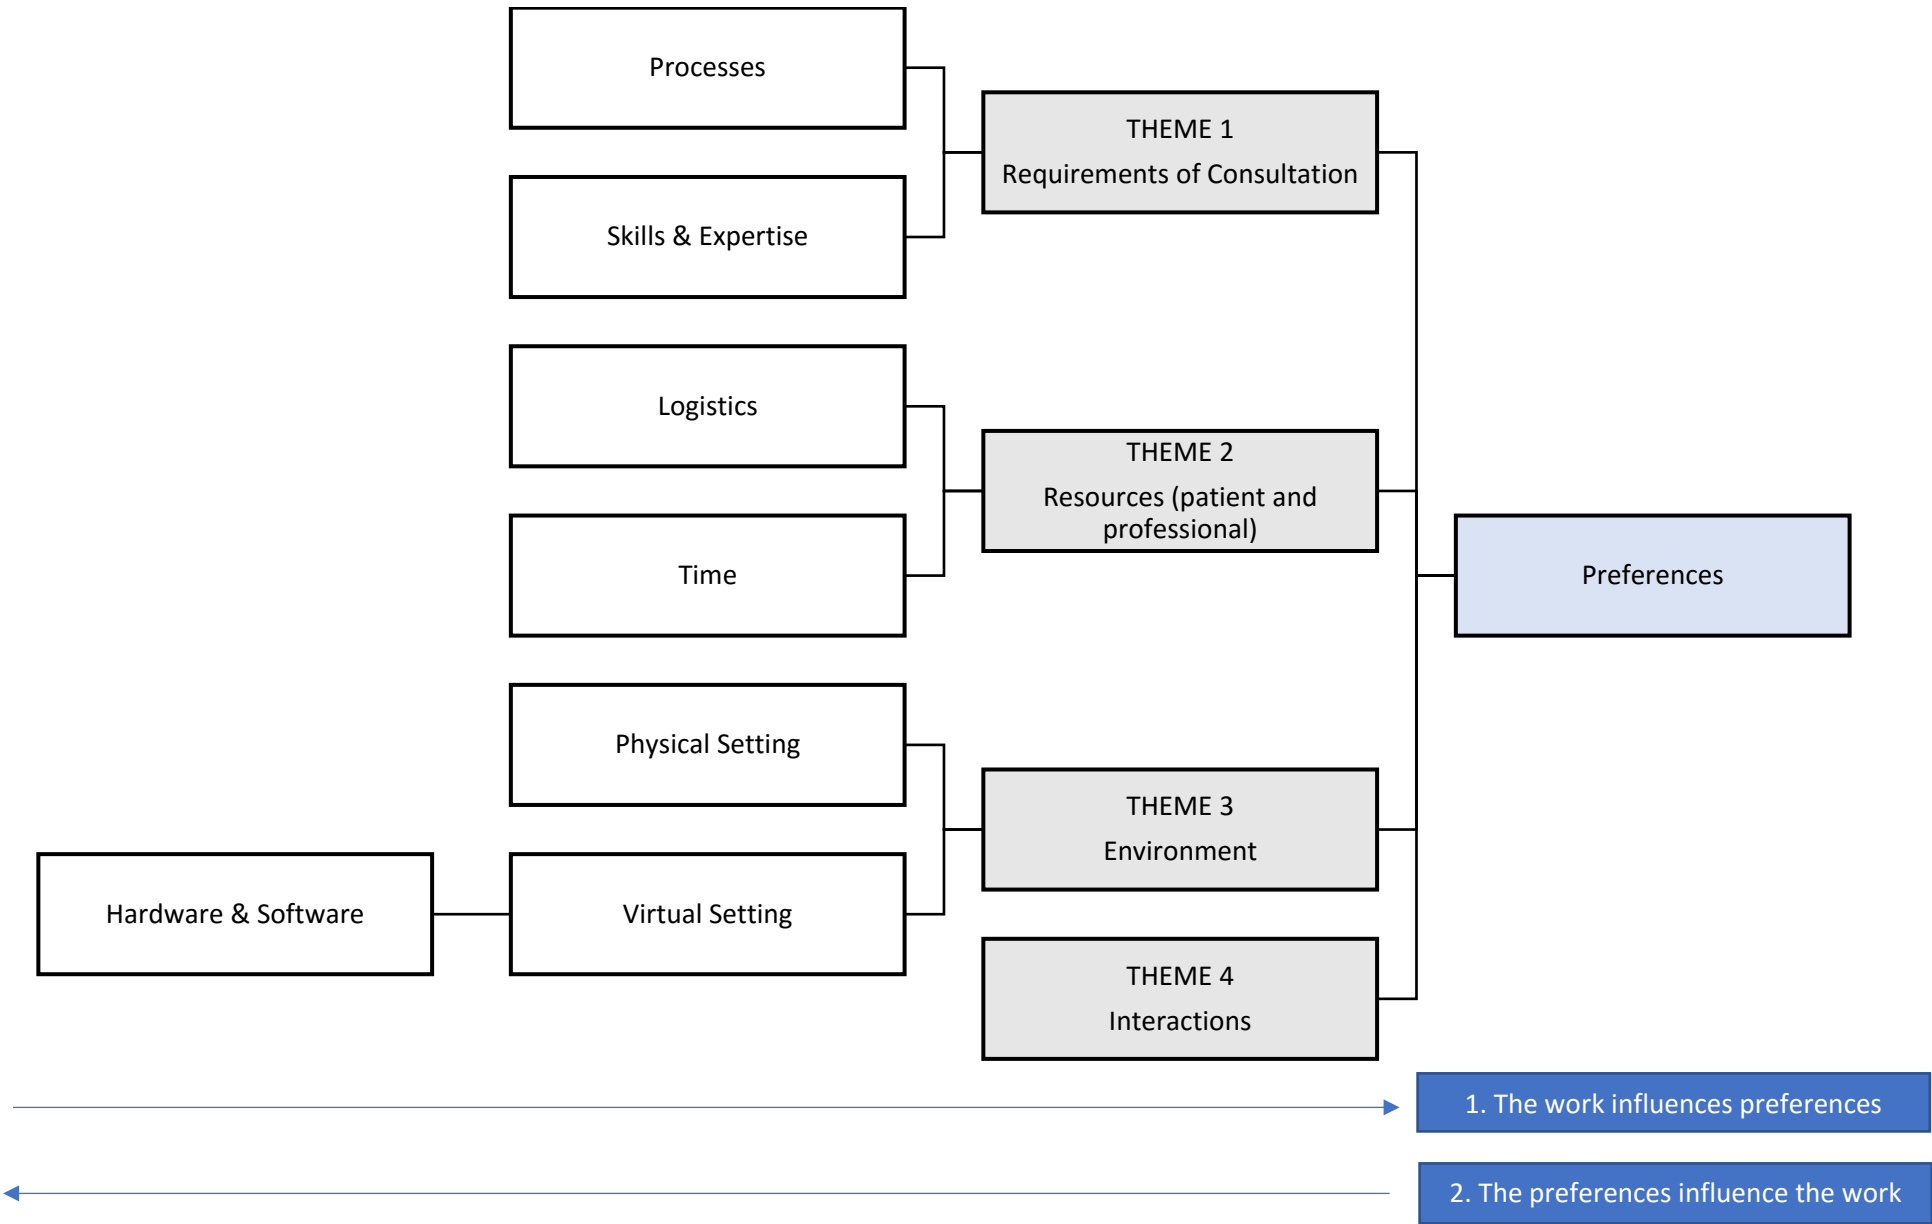 Processes
THEME 1
Requirements of Consultation
Skills & Expertise
Logistics
THEME 2
Resources (patient and
professional)
Time
Preferences
Physical Setting
THEME 3
Environment
Hardware & Software
Virtual Setting
THEME 4
Interactions
1. The work influences preferences
2. The preferences influence the work